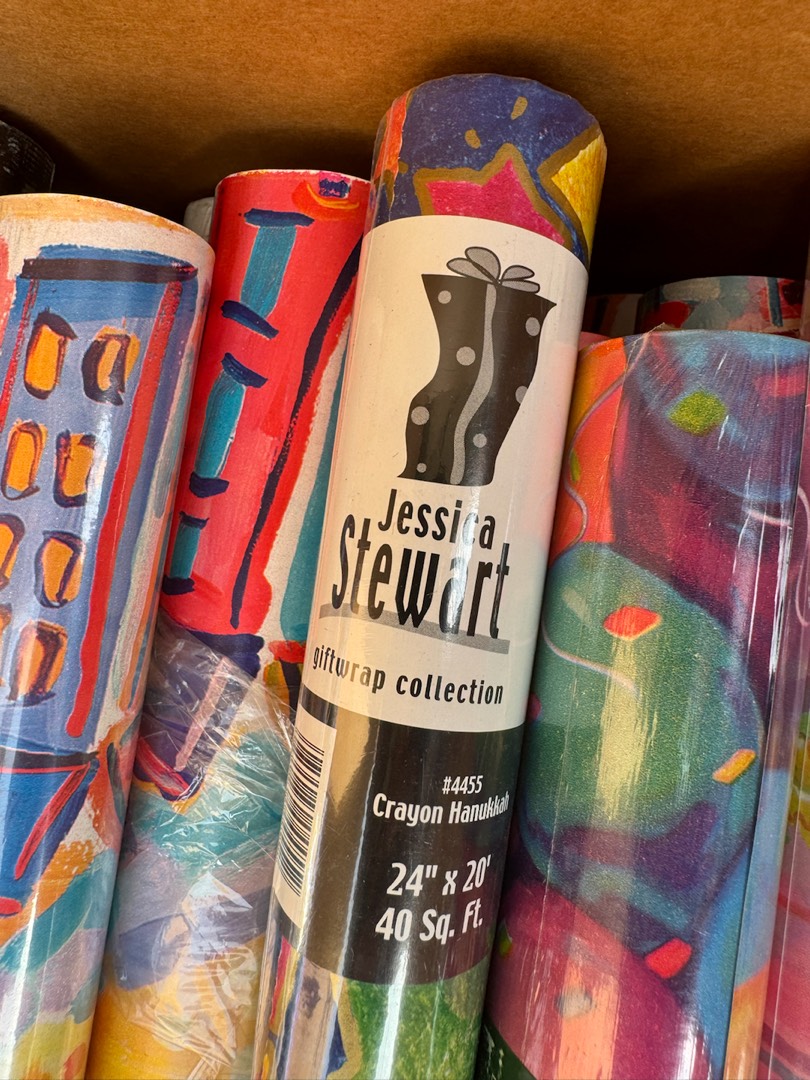 Jessica
Stewart
giftwrap collection
#4455
Crayon Hanukkah
24" x 20'
40 Sq. Ft.